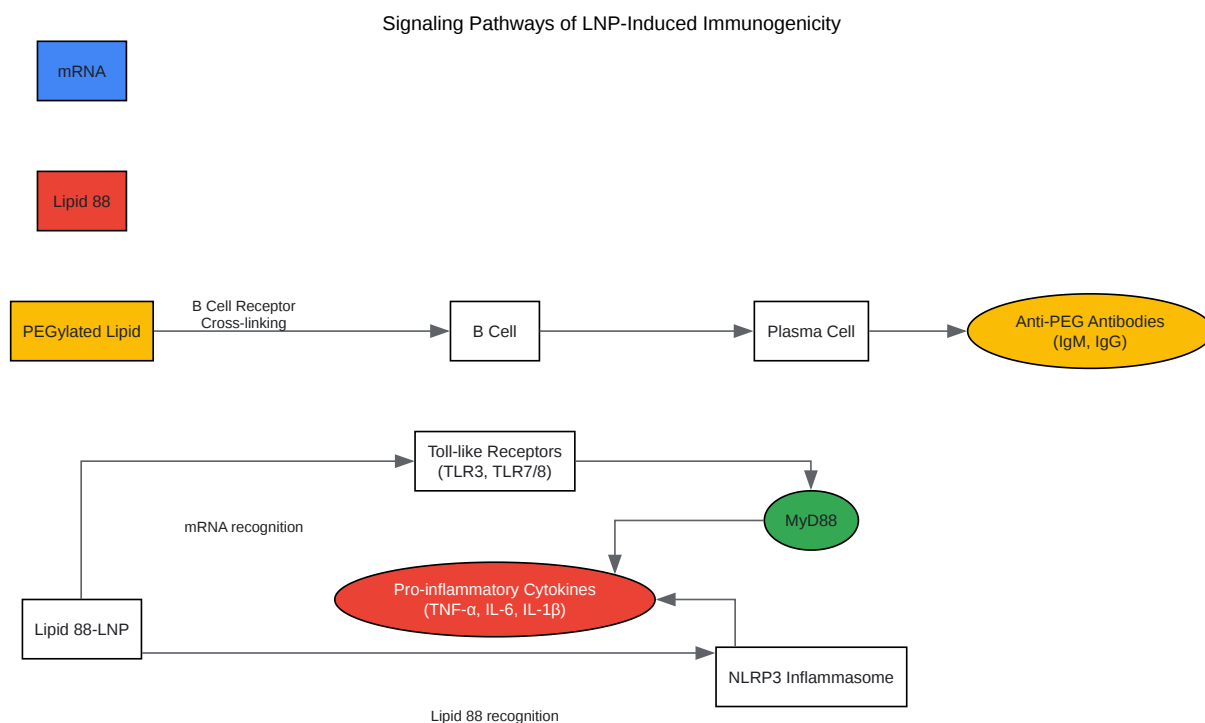 Signaling Pathways of LNP-Induced Immunogenicity
mRNA
Lipid 88
PEGylated Lipid
B Cell Receptor
Cross-linking
B Cell
Plasma Cell
Anti-PEG Antibodies
(IgM, IgG)
Toll-like Receptors
(TLR3, TLR7/8)
MyD88
mRNA recognition
Pro-inflammatory Cytokines
(TNF-α, IL-6, IL-1β)
Lipid 88-LNP
NLRP3 Inflammasome
Lipid 88 recognition